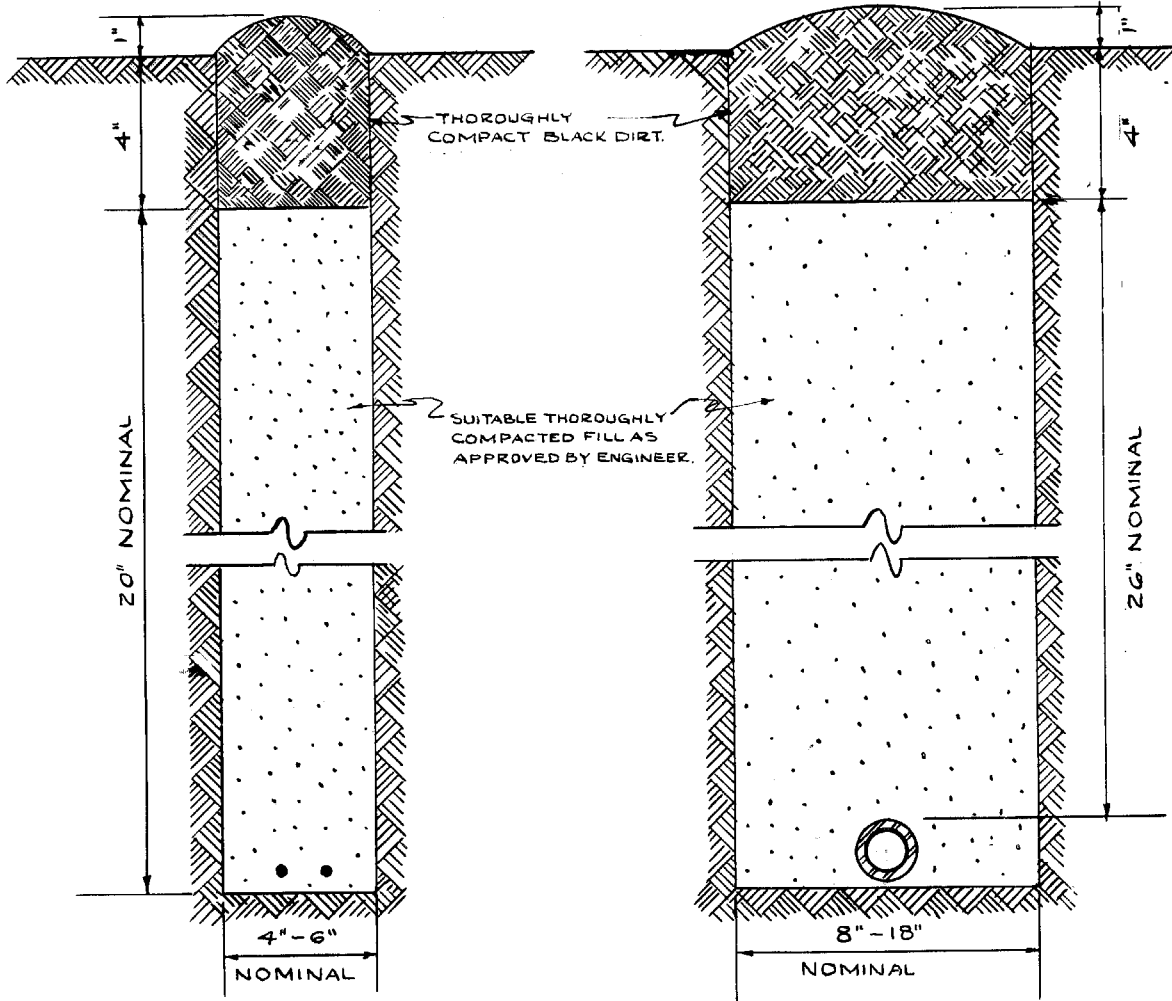 1"
1"
4"
4"
THOROUGHLY
COMPACT BLACK DIRT.
SUITABLE THOROUGHLY
COMPACTED FILL AS
APPROVED BY ENGINEER.
20" NOMINAL
26" NOMINAL
4"-6"
NOMINAL
8"-18"
NOMINAL